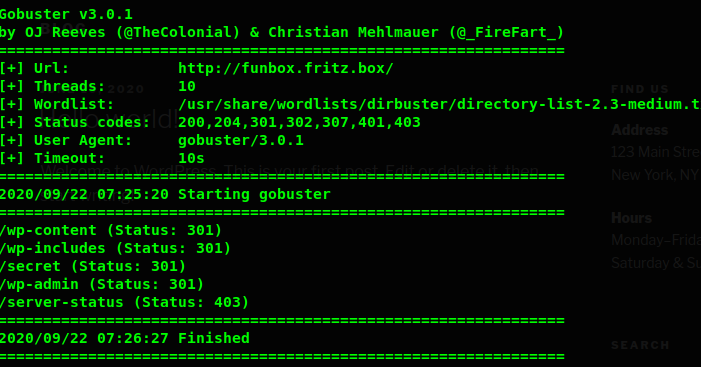 Gobuster v3.0.1
by OJ Reeves (@TheColonial) & Christian Mehlmauer (@_FireFart_)
===============================================================
[+] Url:            http://funbox.fritz.box/
[+] Threads:        10
[+] Wordlist:       /usr/share/wordlists/dirbuster/directory-list-2.3-medium.t
[+] Status codes:   200,204,301,302,307,401,403
[+] User Agent:     gobuster/3.0.1
[+] Timeout:        10s
===============================================================
2020/09/22 07:25:20 Starting gobuster
===============================================================
/wp-content (Status: 301)
/wp-includes (Status: 301)
/secret (Status: 301)
/wp-admin (Status: 301)
/server-status (Status: 403)
===============================================================
2020/09/22 07:26:27 Finished
===============================================================
FIND US
Address
123 Main Stre
New York, NY
Hours
Monday–Frida
Saturday & Su
SEARCH